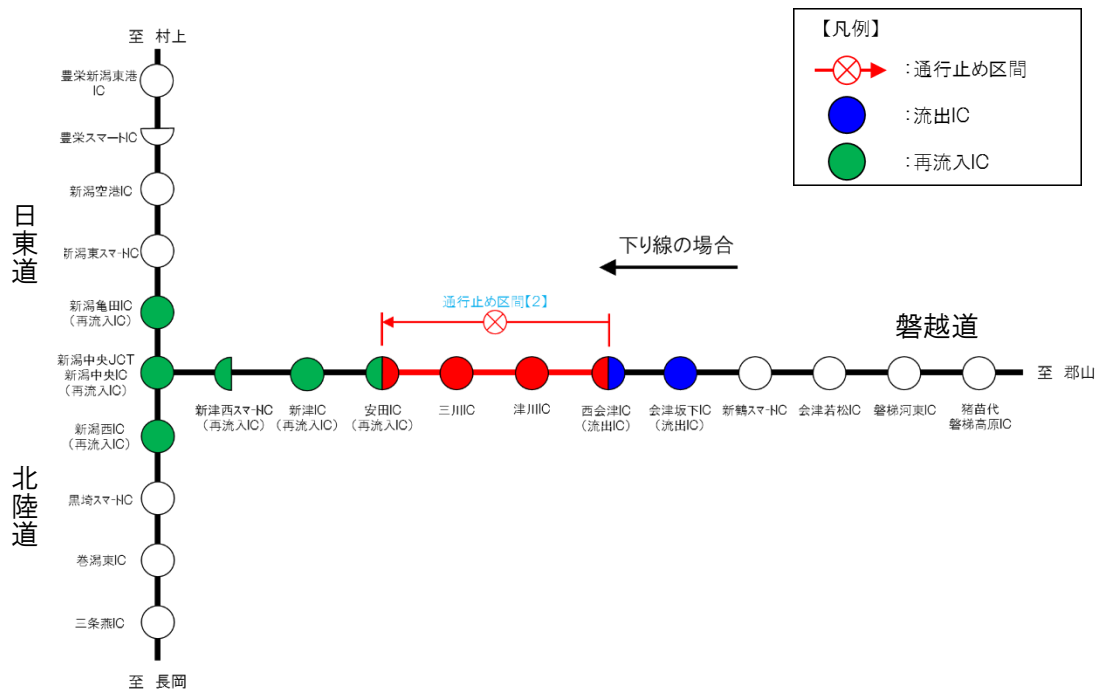 至 村上
豊栄新潟東港
IC
豊栄スマートIC
新潟空港IC
新潟東スマートIC
新潟亀田IC
(再流入IC)
新潟中央JCT
新潟中央IC
(再流入IC)
新潟西IC
(再流入IC)
黒埼スマートIC
巻潟東IC
三条燕IC
至 長岡
日東道
北陸道
【凡例】
:通行止め区間
:流出IC
:再流入IC
下り線の場合
通行止め区間【2】
磐越道
至 郡山
新津西スマートIC
(再流入IC)
新津IC
(再流入IC)
安田IC
(再流入IC)
三川IC
津川IC
西会津IC
(流出IC)
会津坂下IC
(流出IC)
新鶴スマートIC
会津若松IC
磐梯河東IC
猪苗代
磐梯高原IC